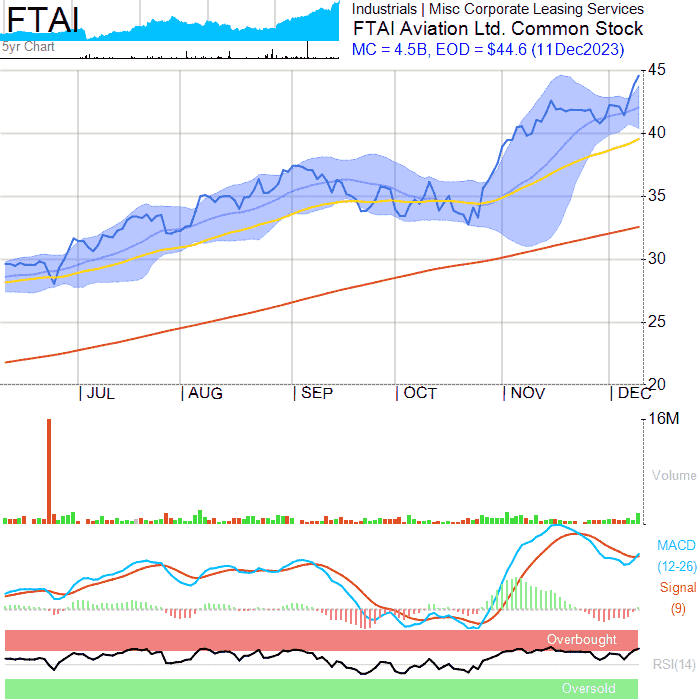 FTAI
5yr Chart
Industrials | Misc Corporate Leasing Services
FTAI Aviation Ltd. Common Stock
MC = 4.5B, EOD = $44.6 (11Dec2023)
45
40
35
30
25
20
JUL
AUG
SEP
OCT
NOV
DEC
16M
Volume
MACD
(12-26)
Signal
(9)
Overbought
RSI(14)
Oversold